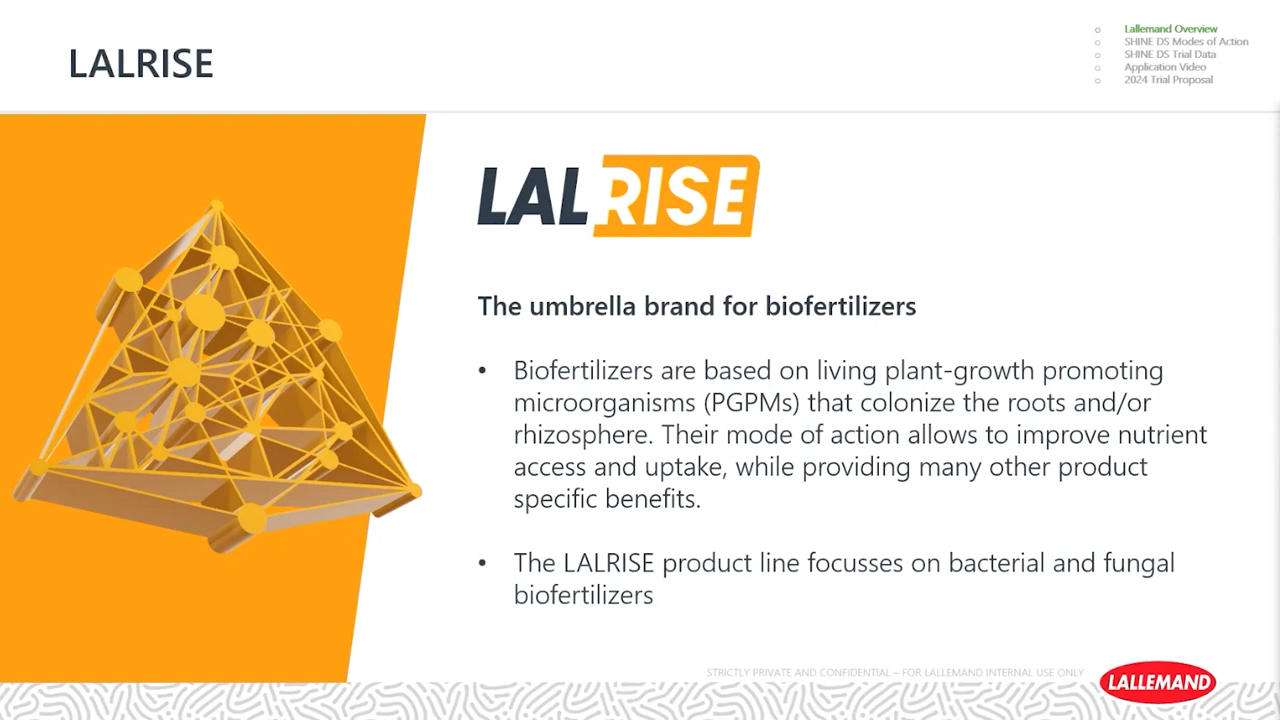 LALRISE
○ Lallemand Overview
○ SHINE DS Modes of Action
○ SHINE DS Trial Data
○ Application Video
○ 2024 Trial Proposal
LALRISE
The umbrella brand for biofertilizers
• Biofertilizers are based on living plant-growth promoting
microorganisms (PGPMs) that colonize the roots and/or
rhizosphere. Their mode of action allows to improve nutrient
access and uptake, while providing many other product
specific benefits.
• The LALRISE product line focusses on bacterial and fungal
biofertilizers
STRICTLY PRIVATE AND CONFIDENTIAL – FOR LALLEMAND INTERNAL USE ONLY
LALLEMAND